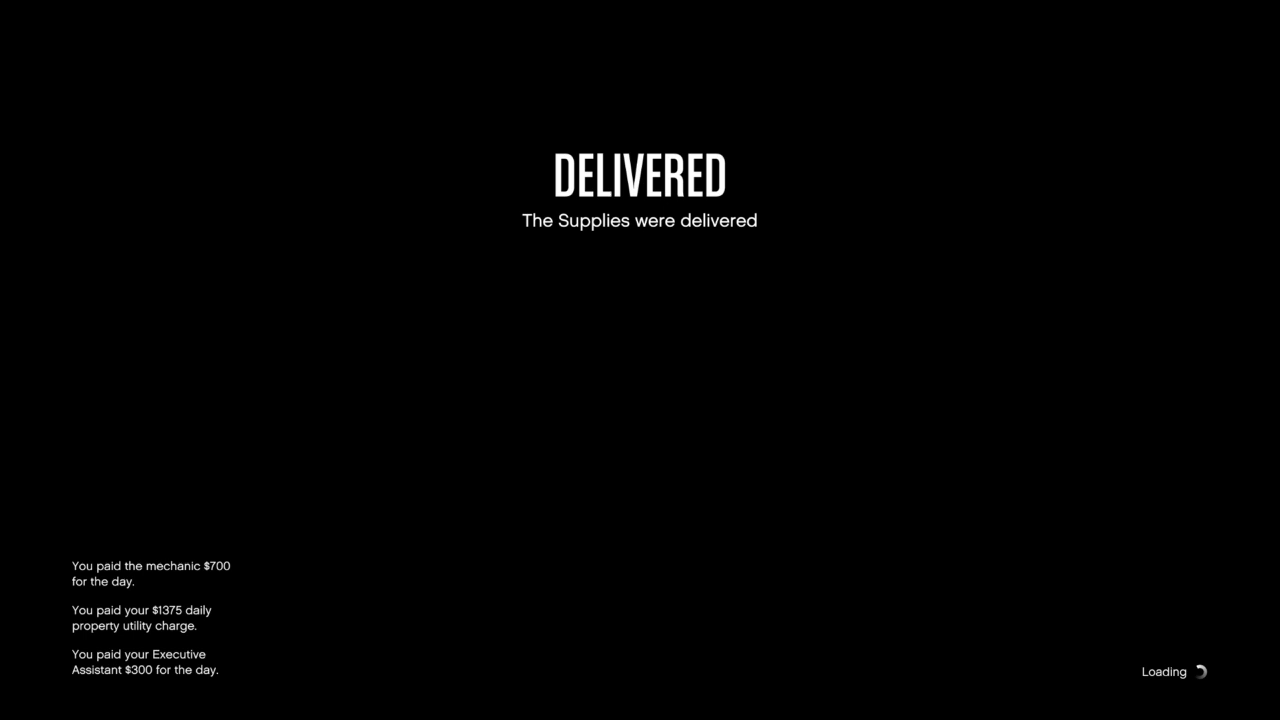 DELIVERED
The Supplies were delivered
You paid the mechanic $700
for the day.
You paid your $1375 daily
property utility charge.
You paid your Executive
Assistant $300 for the day.
Loading